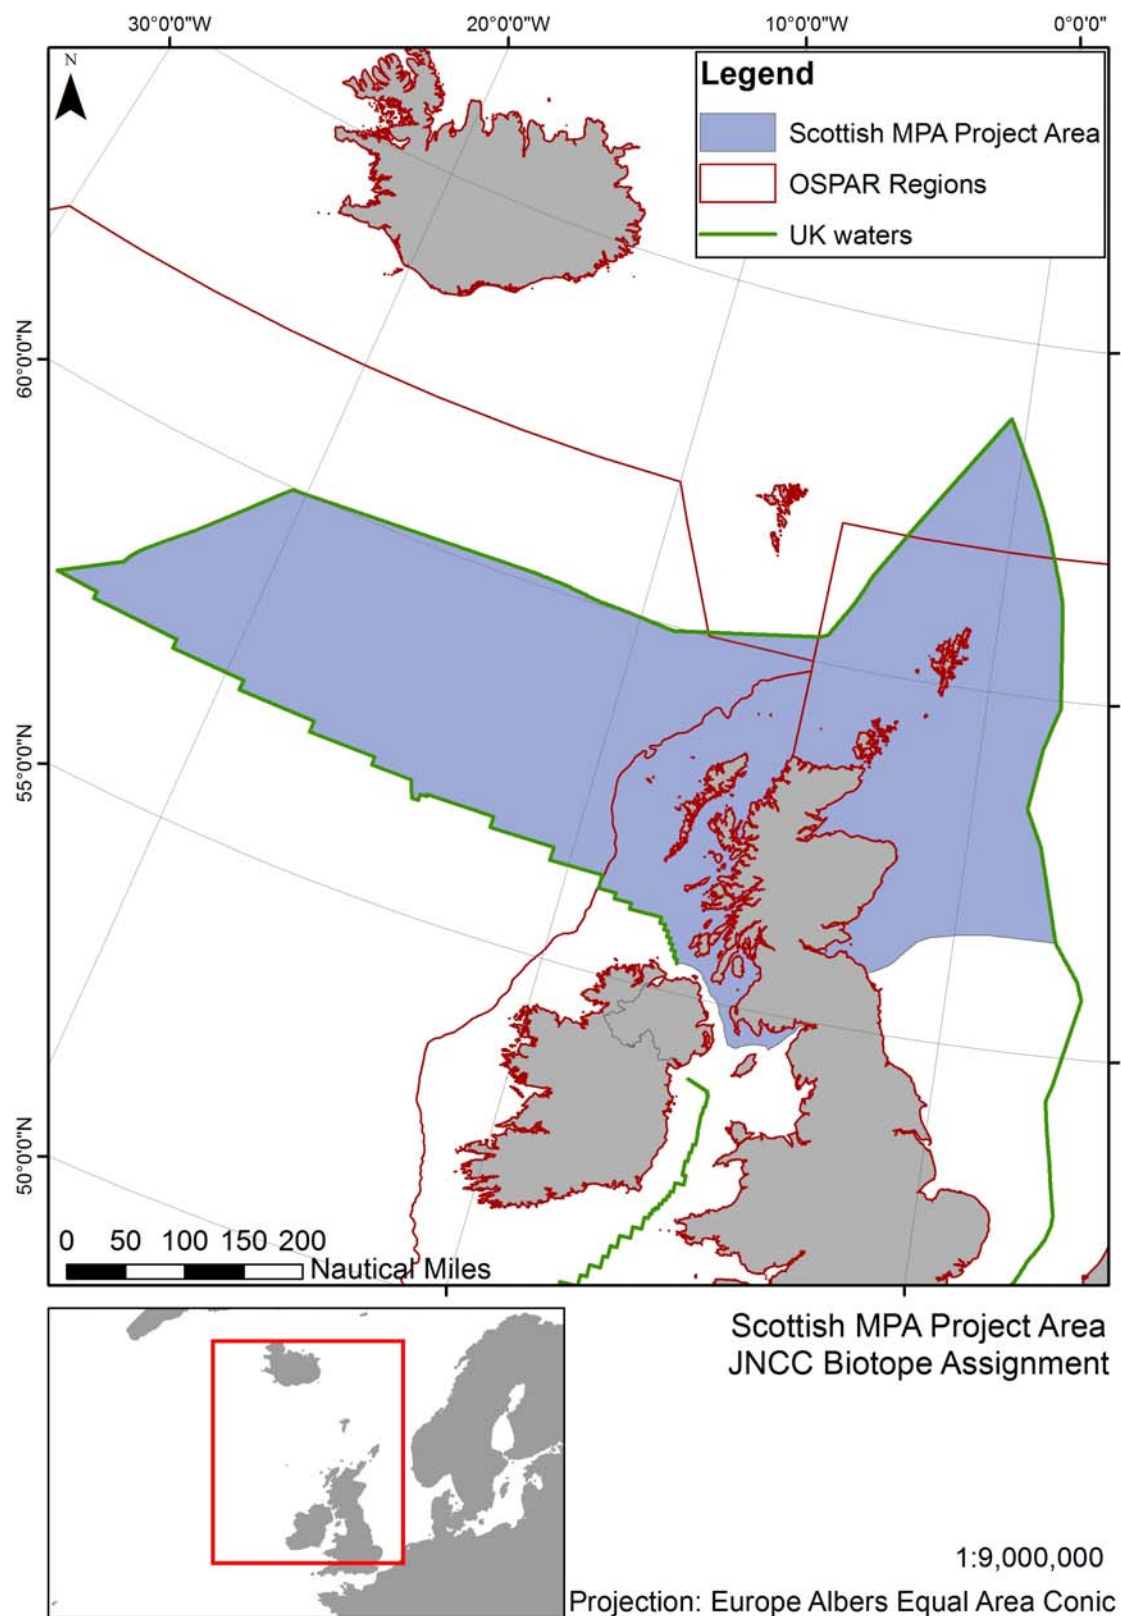 30°0'0"W 20°0'0"W 10°0'0"W 0°0'0"
N
Legend
Scottish MPA Project Area
OSPAR Regions
UK waters
60°0'0"N
55°0'0"N
50°0'0"N
0 50 100 150 200
Nautical Miles
Scottish MPA Project Area
JNCC Biotope Assignment
1:9,000,000
Projection: Europe Albers Equal Area Conic